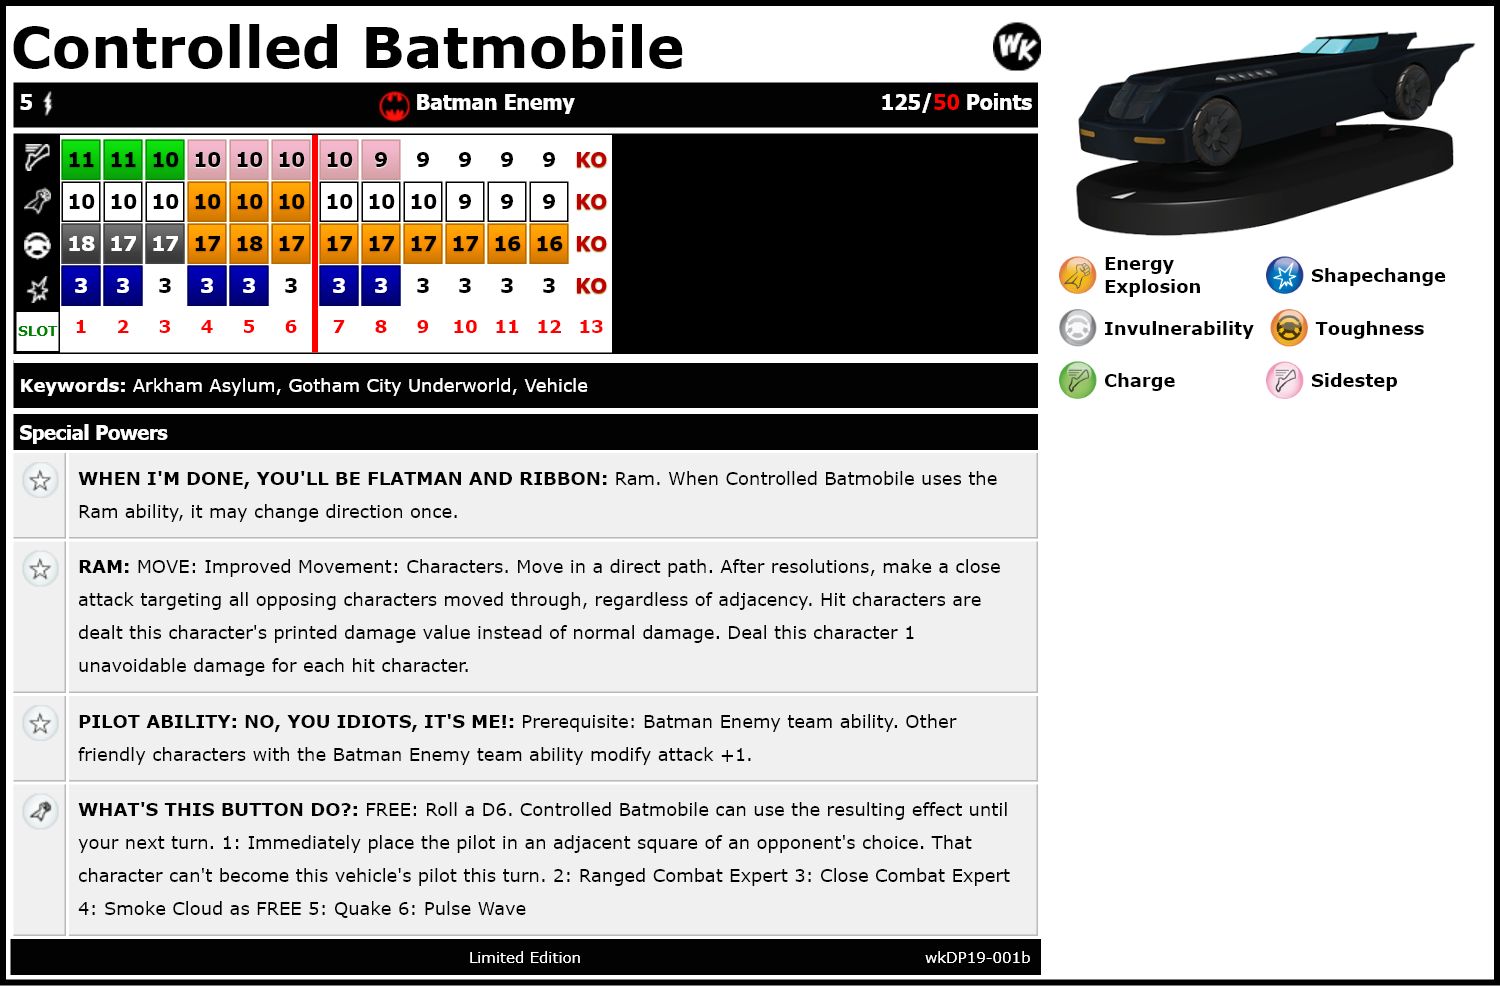 Controlled Batmobile
WK
5 Batman Enemy 125/50 Points
11 11 10 10 10 10 10 9 9 9 9 9 KO
10 10 10 10 10 10 10 10 10 9 9 9 KO
18 17 17 17 18 17 17 17 17 17 16 16 KO
3 3 3 3 3 3 3 3 3 3 3 3 KO
SLOT 1 2 3 4 5 6 7 8 9 10 11 12 13
Energy
Explosion
Shapechange
Invulnerability
Toughness
Charge
Sidestep
Keywords: Arkham Asylum, Gotham City Underworld, Vehicle
Special Powers
WHEN I'M DONE, YOU'LL BE FLATMAN AND RIBBON: Ram. When Controlled Batmobile uses the
Ram ability, it may change direction once.
RAM: MOVE: Improved Movement: Characters. Move in a direct path. After resolutions, make a close
attack targeting all opposing characters moved through, regardless of adjacency. Hit characters are
dealt this character's printed damage value instead of normal damage. Deal this character 1
unavoidable damage for each hit character.
PILOT ABILITY: NO, YOU IDIOTS, IT'S ME!: Prerequisite: Batman Enemy team ability. Other
friendly characters with the Batman Enemy team ability modify attack +1.
WHAT'S THIS BUTTON DO?: FREE: Roll a D6. Controlled Batmobile can use the resulting effect until
your next turn. 1: Immediately place the pilot in an adjacent square of an opponent's choice. That
character can't become this vehicle's pilot this turn. 2: Ranged Combat Expert 3: Close Combat Expert
4: Smoke Cloud as FREE 5: Quake 6: Pulse Wave
Limited Edition
wkDP19-001b